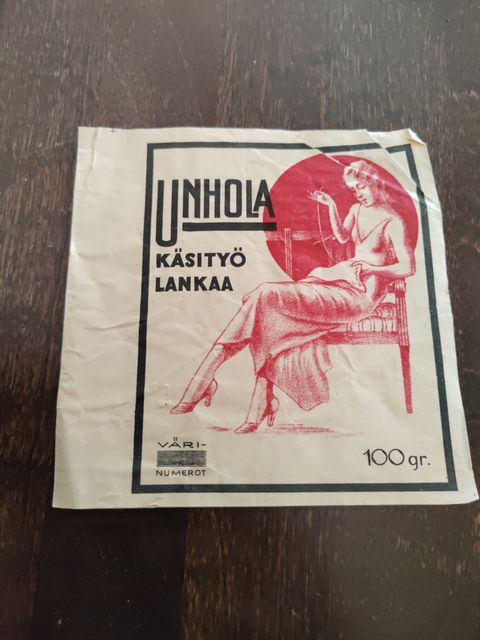 UNHOLA
KÄSITYÖ
LANKAA
VÄRI-
NUMEROT
100 gr.